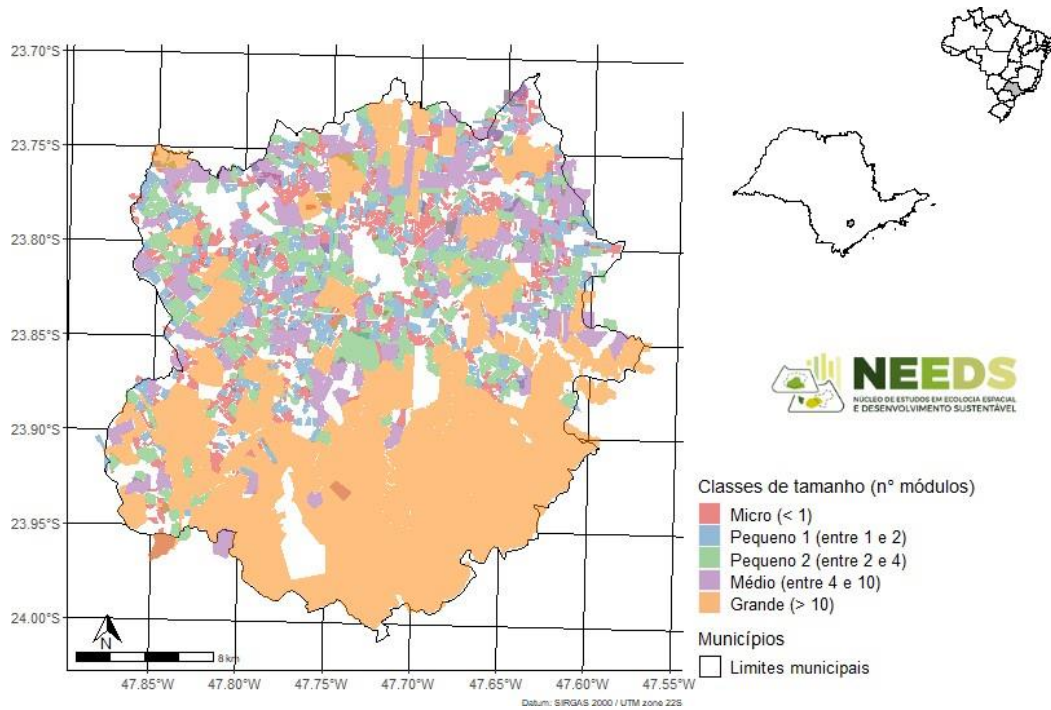 23.70°S
23.75°S
23.80°S
23.85°S
23.90°S
23.95°S
24.00°S
N
8 km
47.85°W 47.80°W 47.75°W 47.70°W 47.65°W 47.60°W 47.55°W
Datum: SIRGAS 2000 / UTM zone 22S
NEEDS
NÚCLEO DE ESTUDOS EM ECOLOGIA ESPACIAL
E DESENVOLVIMENTO SUSTENTÁVEL
Classes de tamanho (n° módulos)
Micro (< 1)
Pequeno 1 (entre 1 e 2)
Pequeno 2 (entre 2 e 4)
Médio (entre 4 e 10)
Grande (> 10)
Municípios
Limites municipais